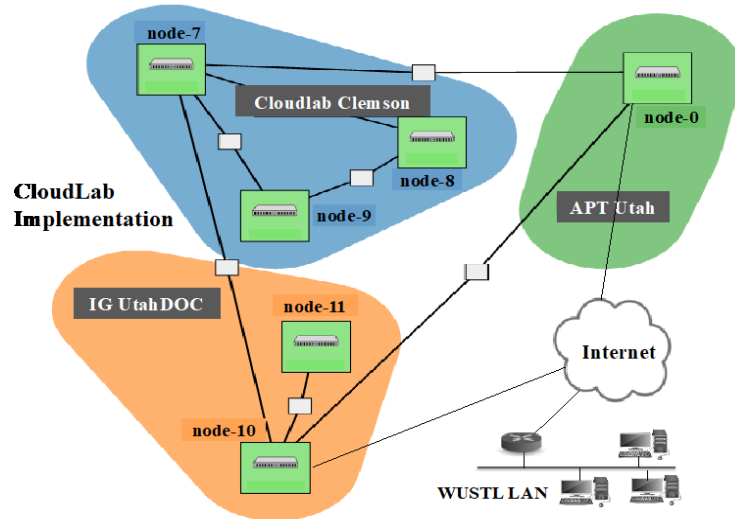 node-7
Cloudlab Clemson
node-0
node-8
CloudLab
Implementation
node-9
APT Utah
IG UtahDOC
node-11
Internet
node-10
WUSTL LAN